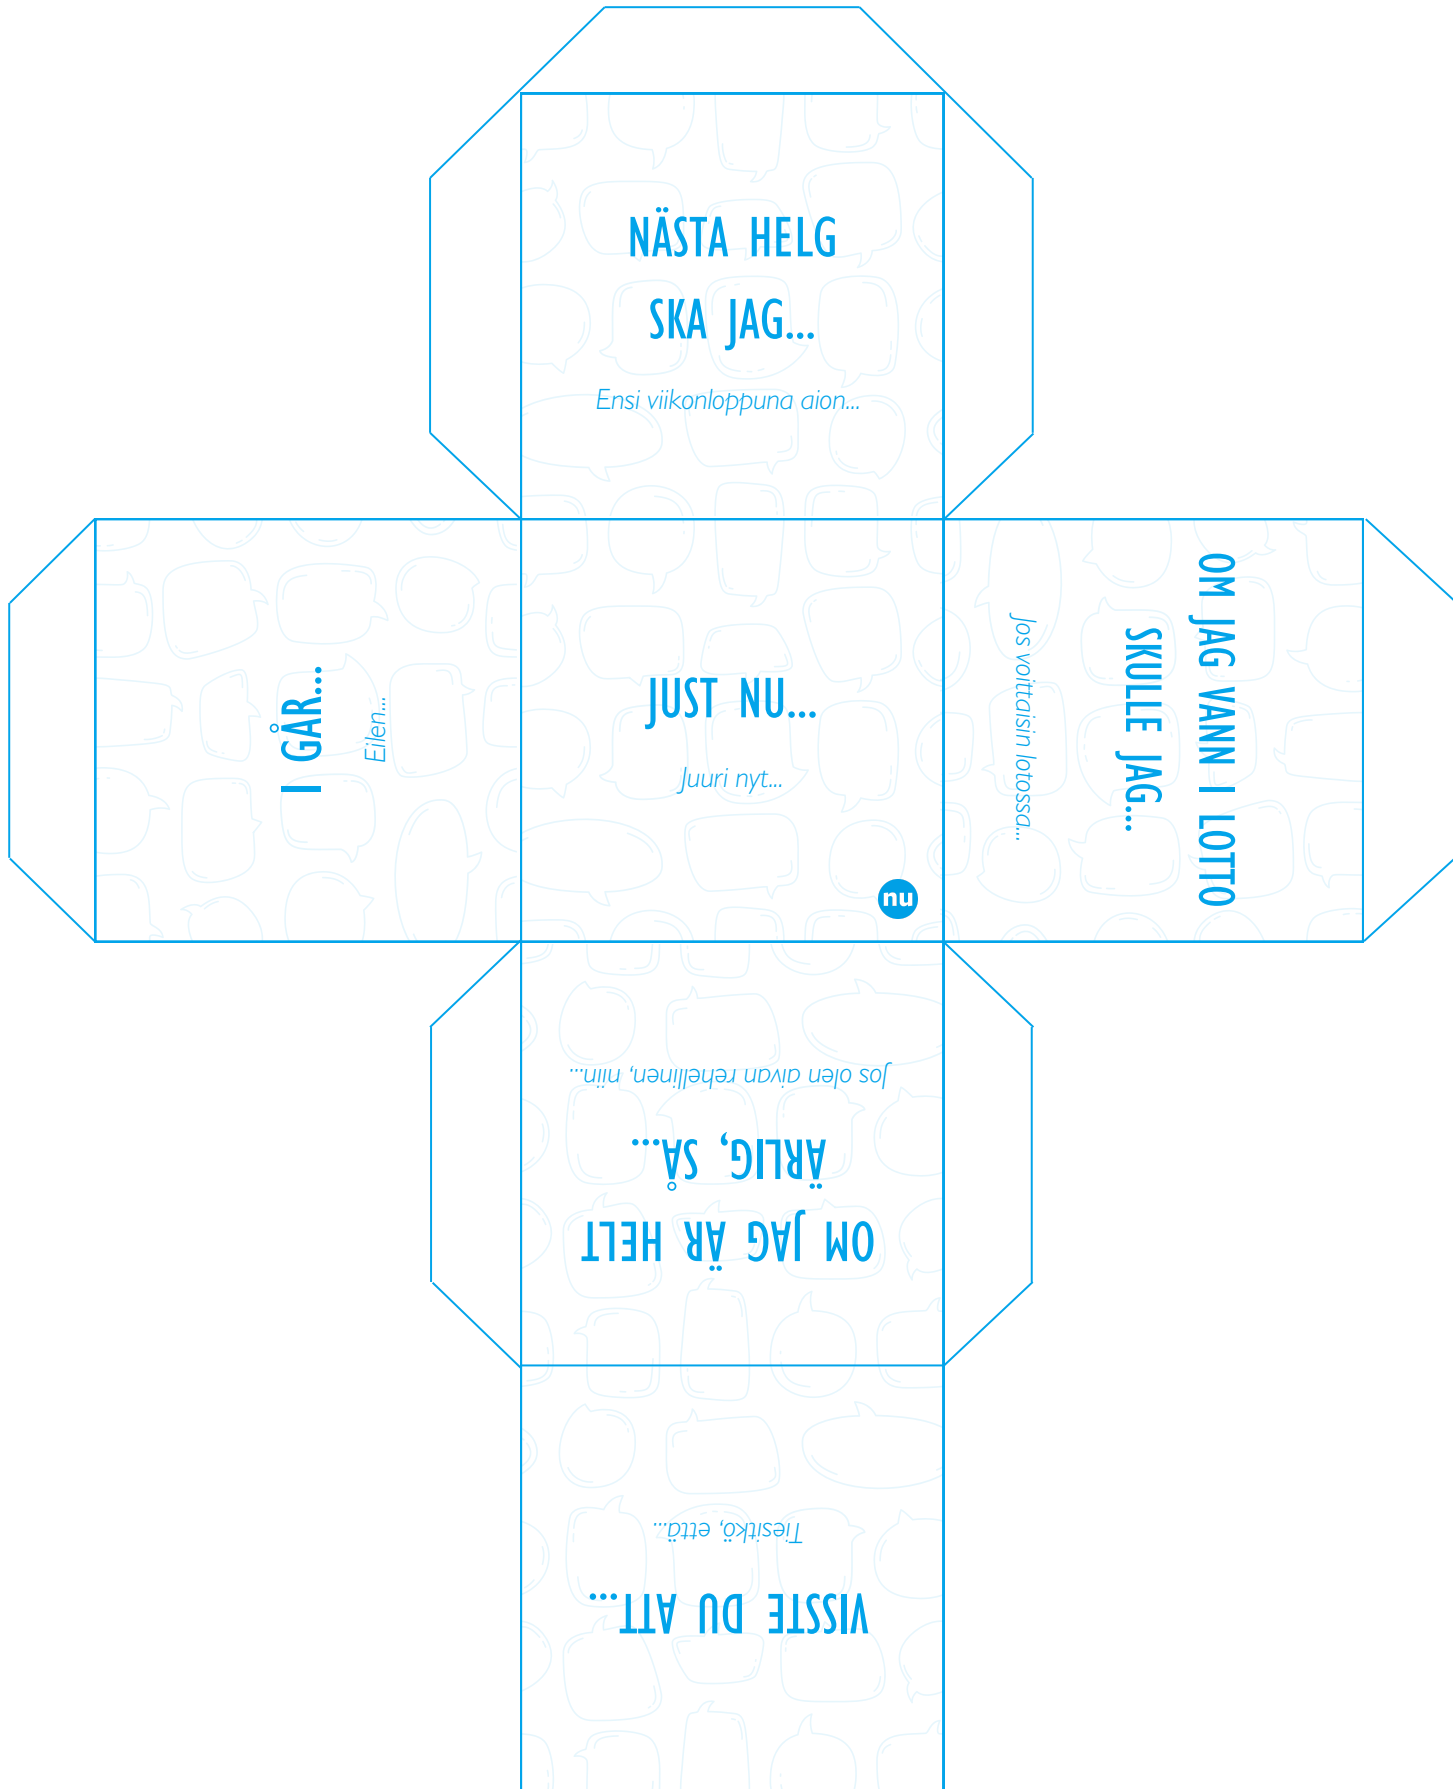 NÄSTA HELG
SKA JAG...
Ensi viikonloppuna aion...
I GÅR...
Eilen...
JUST NU...
Juuri nyt...
nu
OM JAG VANN I LOTTO
SKULLE JAG...
Jos voittaisin lotossa...
OM JAG ÄR HELT
ÄRLIG, SÅ...
Jos olen aivan rehellinen, niin...
VISSTE DU ATT...
Tiesitkö, että...